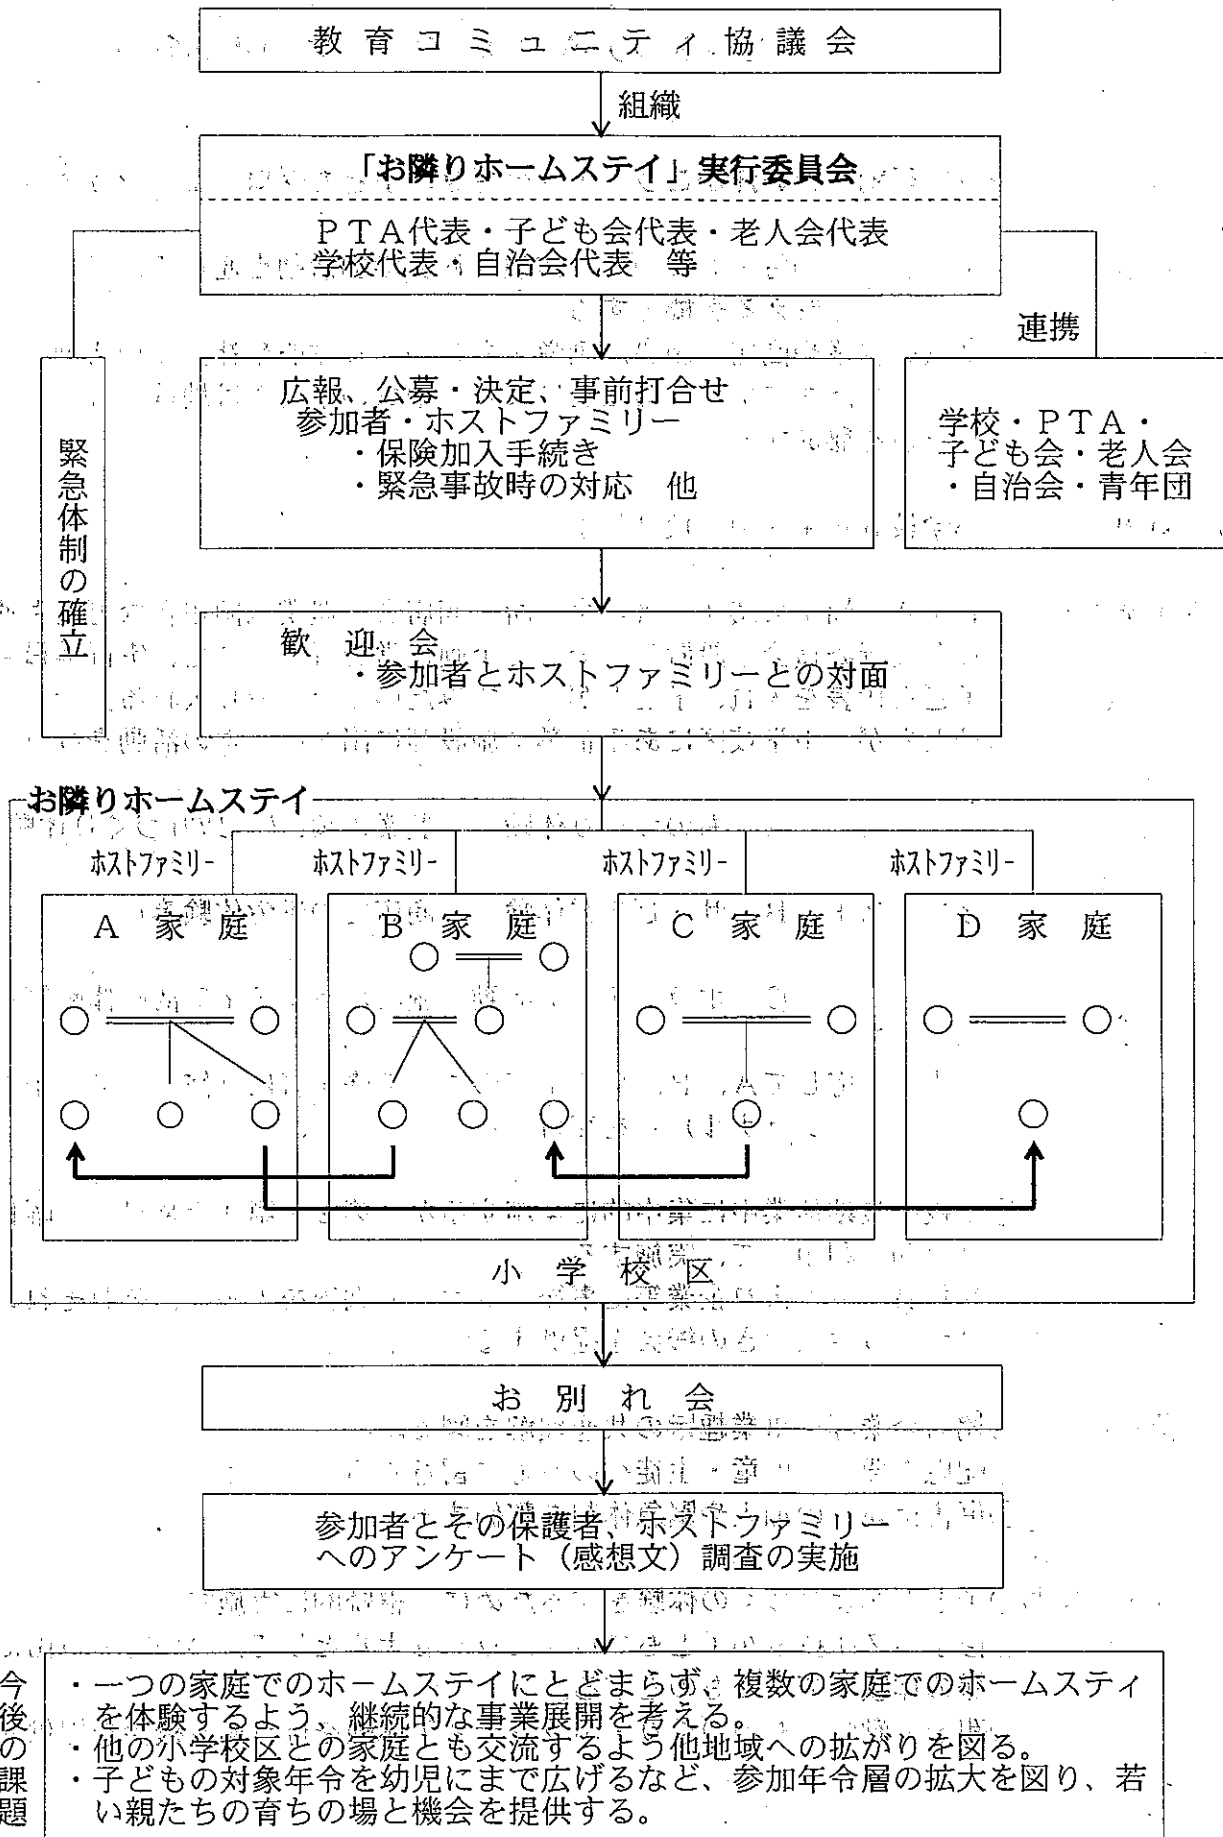 教育コミュニティ協議会
組織
「お隣りホームステイ」実行委員会
ＰＴＡ代表・子ども会代表・老人会代表
学校代表・自治会代表　等
連携
緊急体制の確立
広報、公募・決定、事前打合せ
参加者・ホストファミリー
・保険加入手続き
・緊急事故時の対応　他
学校・ＰＴＡ・
子ども会・老人会
・自治会・青年団
歓　迎　会
・参加者とホストファミリーとの対面
お隣りホームステイ
ホストファミリー
ホストファミリー
ホストファミリー
ホストファミリー
Ａ　家　庭
Ｂ　家　庭
Ｃ　家　庭
Ｄ　家　庭
小　学　校　区
お　別　れ　会
参加者とその保護者、ホストファミリー
へのアンケート（感想文）調査の実施
今後の課題
・一つの家庭でのホ－ムステイにとどまらず、複数の家庭でのホームスティ
を体験するよう、継続的な事業展開を考える。
・他の小学校区との家庭とも交流するよう他地域への拡がりを図る。
・子どもの対象年令を幼児にまで広げるなど、参加年令層の拡大を図り、若
い親たちの育ちの場と機会を提供する。